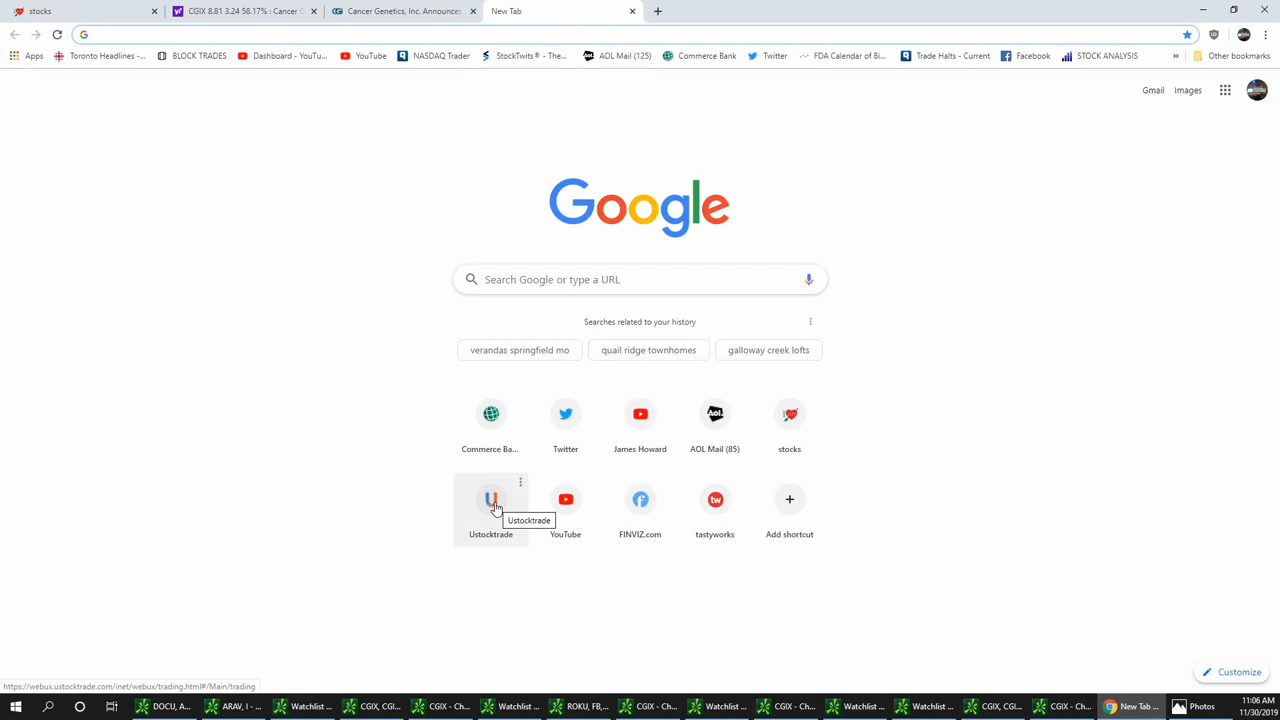 stocks
CGIX 8.81 3.24 58.17% : Cancer G
Cancer Genetics, Inc. Announces
New Tab
Apps
Toronto Headlines -...
BLOCK TRADES
Dashboard - YouTu...
YouTube
NASDAQ Trader
StockTwits® - The...
AOL Mail (125)
Commerce Bank
Twitter
FDA Calendar of Bi...
Trade Halts - Current
Facebook
STOCK ANALYSIS
»
Other bookmarks
Gmail
Images
Google
Search Google or type a URL
Searches related to your history
verandas springfield mo
quail ridge townhomes
galloway creek lofts
Aol.
Commerce Ba...
Twitter
James Howard
AOL Mail (85)
stocks
tw
Ustocktrade
Ustocktrade
YouTube
FINVIZ.com
tastyworks
Add shortcut
Customize
https://webux.ustocktrade.com/inet/webux/trading.html#/Main/trading
DOCU, A...
ARAV, I - ...
Watchlist ...
CGIX, CGI...
CGIX - Ch...
Watchlist ...
ROKU, FB,...
CGIX - Ch...
Watchlist ...
CGIX - Ch...
Watchlist ...
Watchlist ...
CGIX, CGI...
CGIX - Ch...
New Tab ...
Photos
11:06 AM
11/30/2019